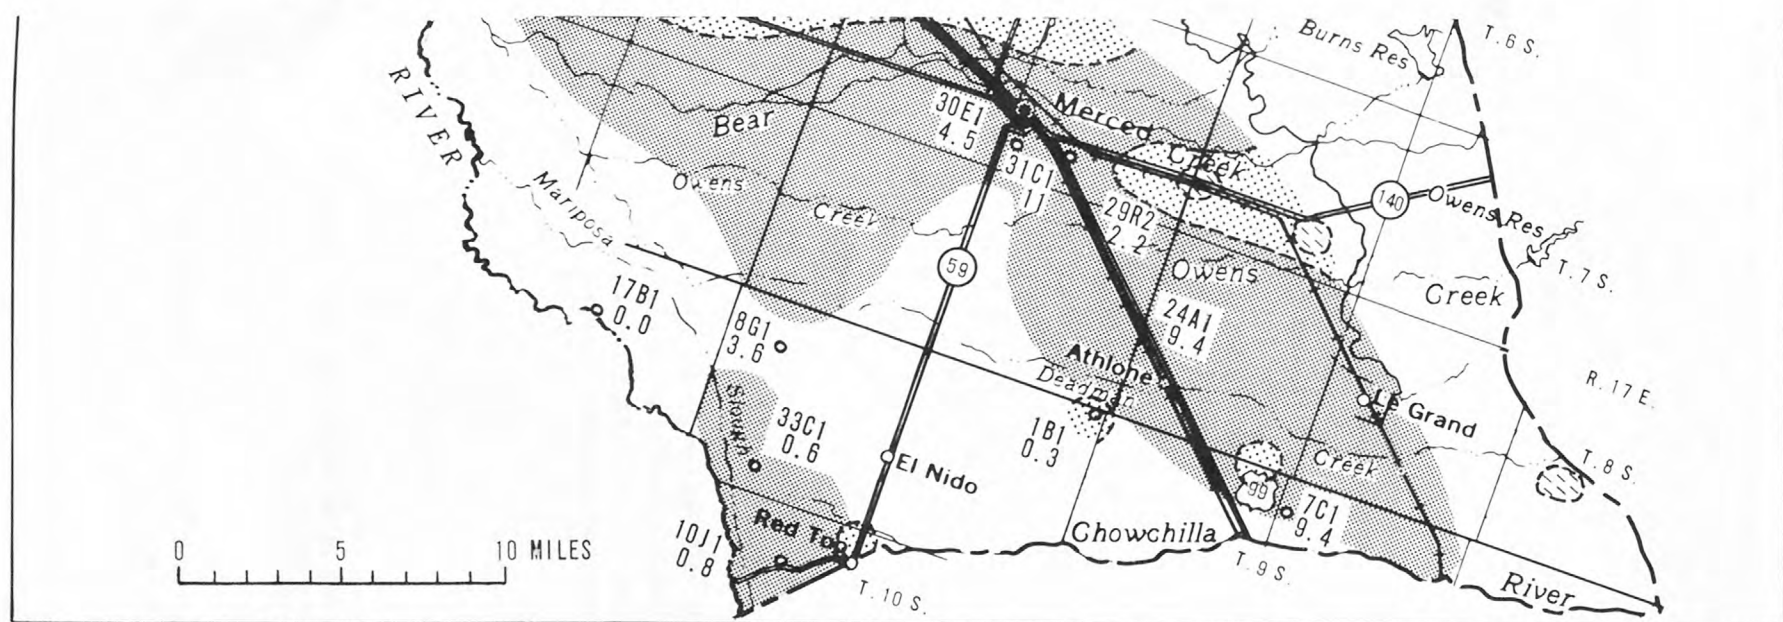 T. 6 S.
Burns Res
RIVER
30E1
4.5
Merced
Bear
Creek
31C1
11
Owens
Creek
Mariposa
29R2
2.2
140
Owens Res
59
Owens
Creek
T. 7 S.
17B1
0.0
24A1
9.4
8G1
3.6
Athlone
Deadman
R. 17 E.
Slough
33C1
0.6
1B1
0.3
Le Grand
El Nido
Creek
T. 8 S.
99
7C1
9.4
Red Top
Chowchilla
10J1
0.8
0 5 10 MILES
T. 9 S.
T. 10 S.
River